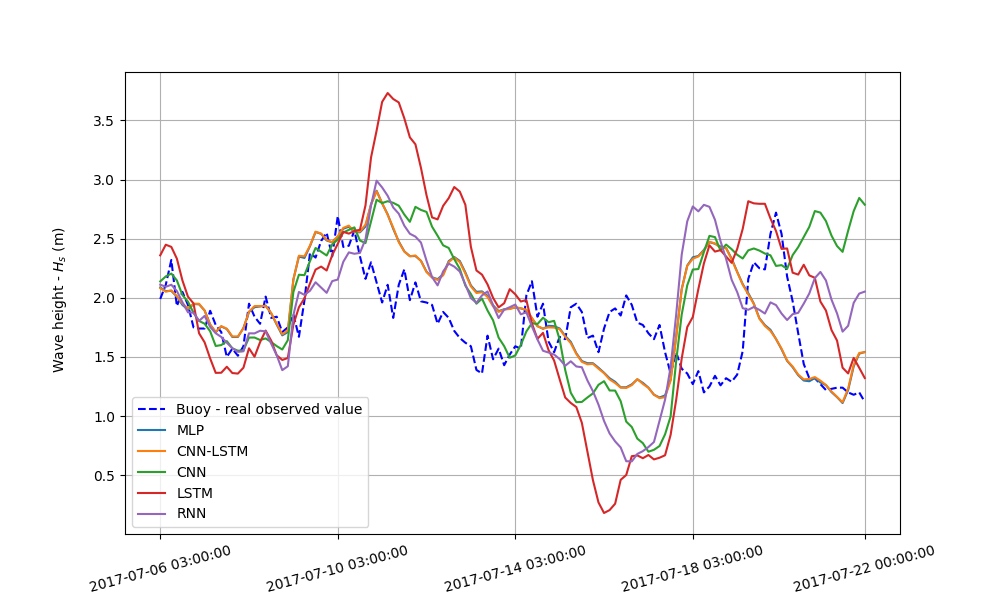 3.5
3.0
2.5
2.0
1.5
1.0
0.5
Wave height - Hₛ (m)
Buoy - real observed value
MLP
CNN-LSTM
CNN
LSTM
RNN
2017-07-06 03:00:00
2017-07-10 03:00:00
2017-07-14 03:00:00
2017-07-18 03:00:00
2017-07-22 00:00:00